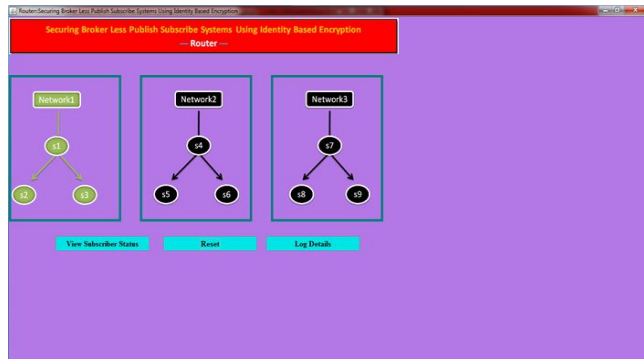 Router:Securing Broker Less Publish Subscribe Systems Using Identity Based Encryption
Securing Broker Less Publish Subscribe Systems Using Identity Based Encryption
--- Router ---
Network1
Network2
Network3
s1
s4
s7
s2
s3
s5
s6
s8
s9
View Subscriber Status
Reset
Log Details